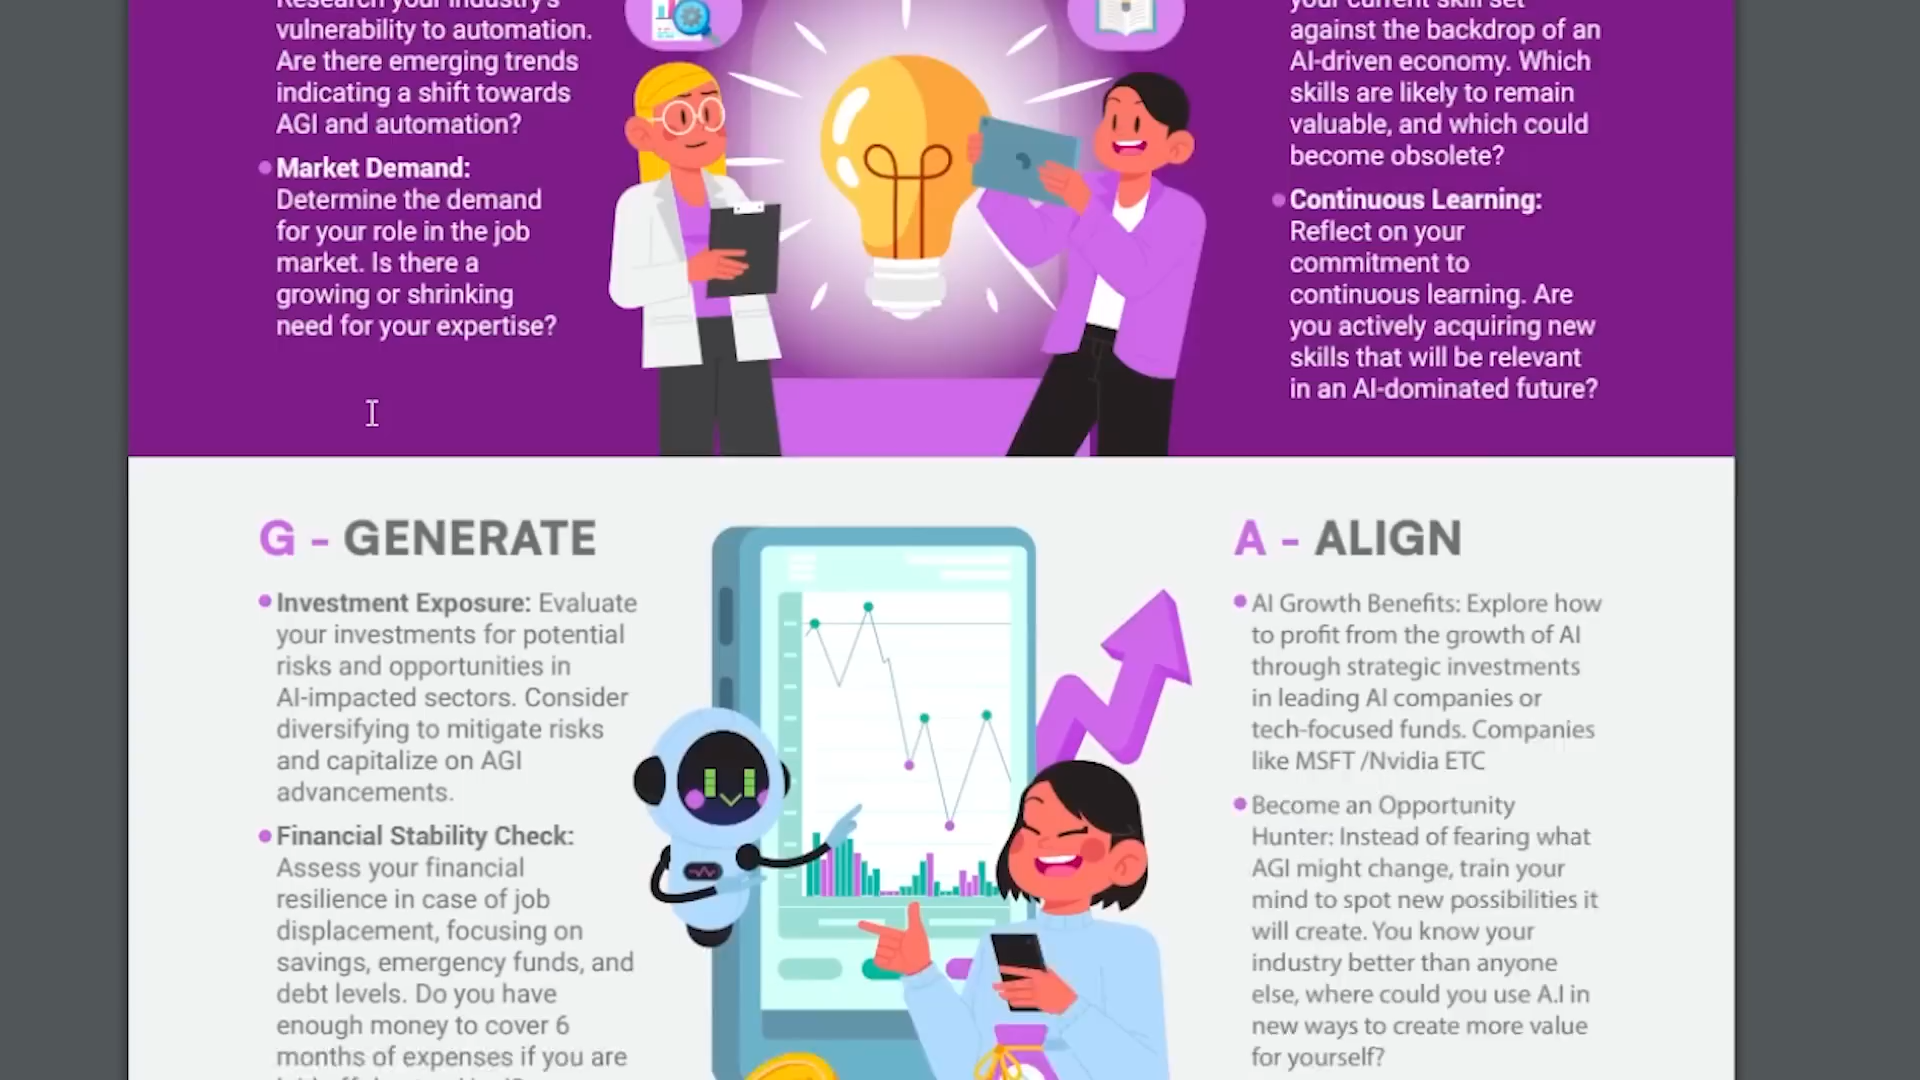 Research your industry's
vulnerability to automation.
Are there emerging trends
indicating a shift towards
AGI and automation?
Market Demand:
Determine the demand
for your role in the job
market. Is there a
growing or shrinking
need for your expertise?
your current skill set
against the backdrop of an
AI-driven economy. Which
skills are likely to remain
valuable, and which could
become obsolete?
Continuous Learning:
Reflect on your
commitment to
continuous learning. Are
you actively acquiring new
skills that will be relevant
in an AI-dominated future?
G - GENERATE
Investment Exposure: Evaluate
your investments for potential
risks and opportunities in
AI-impacted sectors. Consider
diversifying to mitigate risks
and capitalize on AGI
advancements.
Financial Stability Check:
Assess your financial
resilience in case of job
displacement, focusing on
savings, emergency funds, and
debt levels. Do you have
enough money to cover 6
months of expenses if you are
A - ALIGN
AI Growth Benefits: Explore how
to profit from the growth of AI
through strategic investments
in leading AI companies or
tech-focused funds. Companies
like MSFT /Nvidia ETC
Become an Opportunity
Hunter: Instead of fearing what
AGI might change, train your
mind to spot new possibilities it
will create. You know your
industry better than anyone
else, where could you use A.I in
new ways to create more value
for yourself?